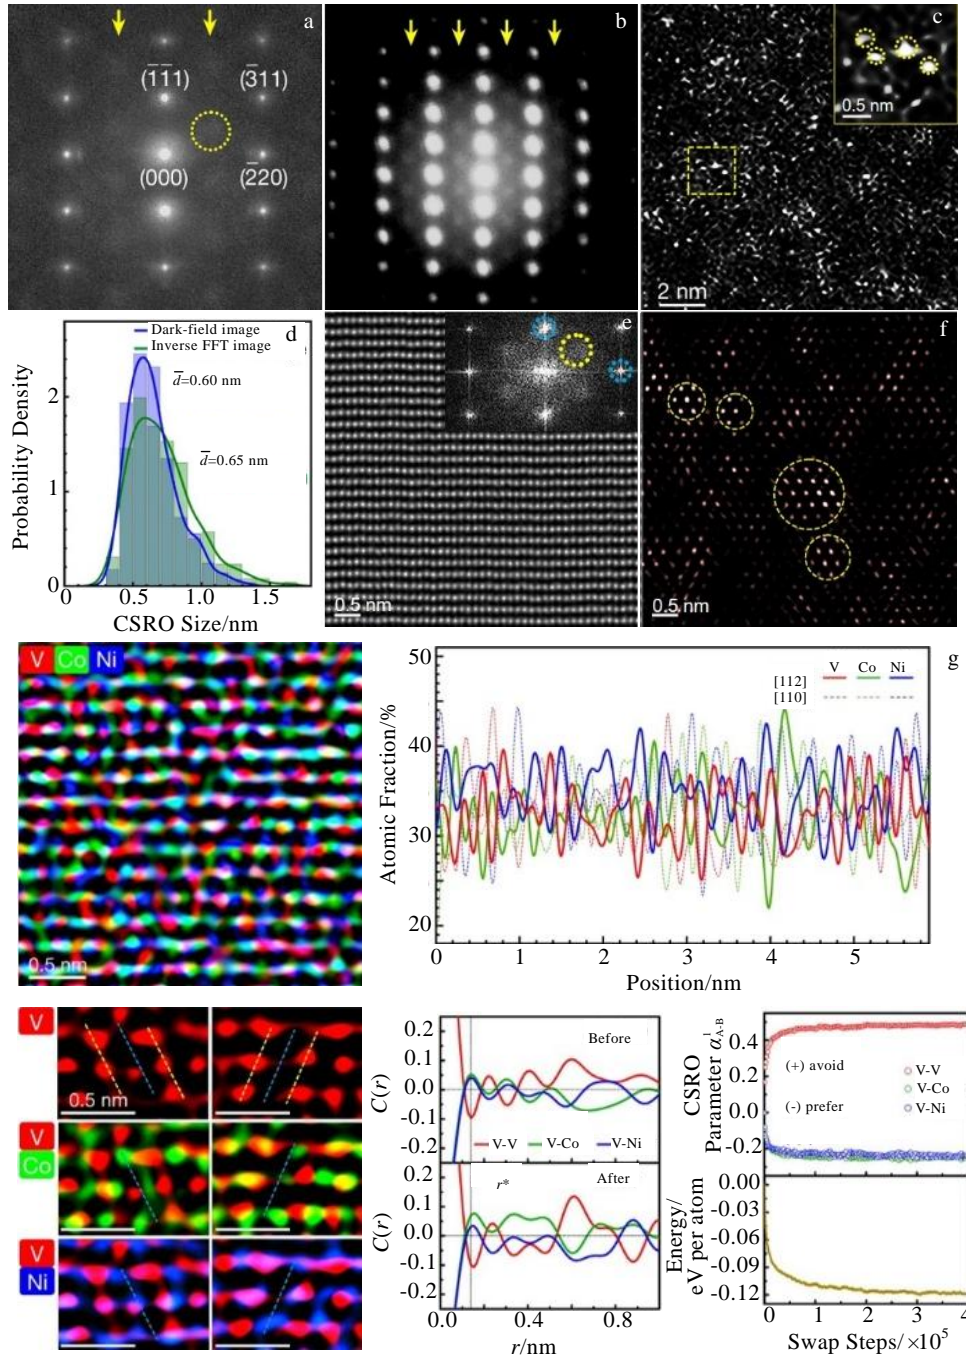 a
(1̄1̄1)
(3̄11)
(000)
(2̄20)
b
c
0.5 nm
2 nm
d
Dark-field image
Inverse FFT image
d̄=0.60 nm
d̄=0.65 nm
Probability Density
2
1
0
0
0.5
1.0
1.5
CSRO Size/nm
e
0.5 nm
f
0.5 nm
V Co Ni
0.5 nm
g
V Co Ni
[112]
[110]
Atomic Fraction/%
50
40
30
20
0 1 2 3 4 5
Position/nm
V
0.5 nm
V
Co
V
Ni
Before
C(r)
0.2
0.1
0.0
-0.1
-0.2
V-V V-Co V-Ni
r*
After
C(r)
0.2
0.1
0.0
-0.1
-0.2
0 0.4 0.8
r/nm
CSRO
Parameter α¹A-B
0.4
0.0
-0.2
(+) avoid
(-) prefer
V-V
V-Co
V-Ni
Energy/
eV per atom
0.00
-0.03
-0.06
-0.09
-0.12
0 1 2 3 4
Swap Steps/ ×10⁵